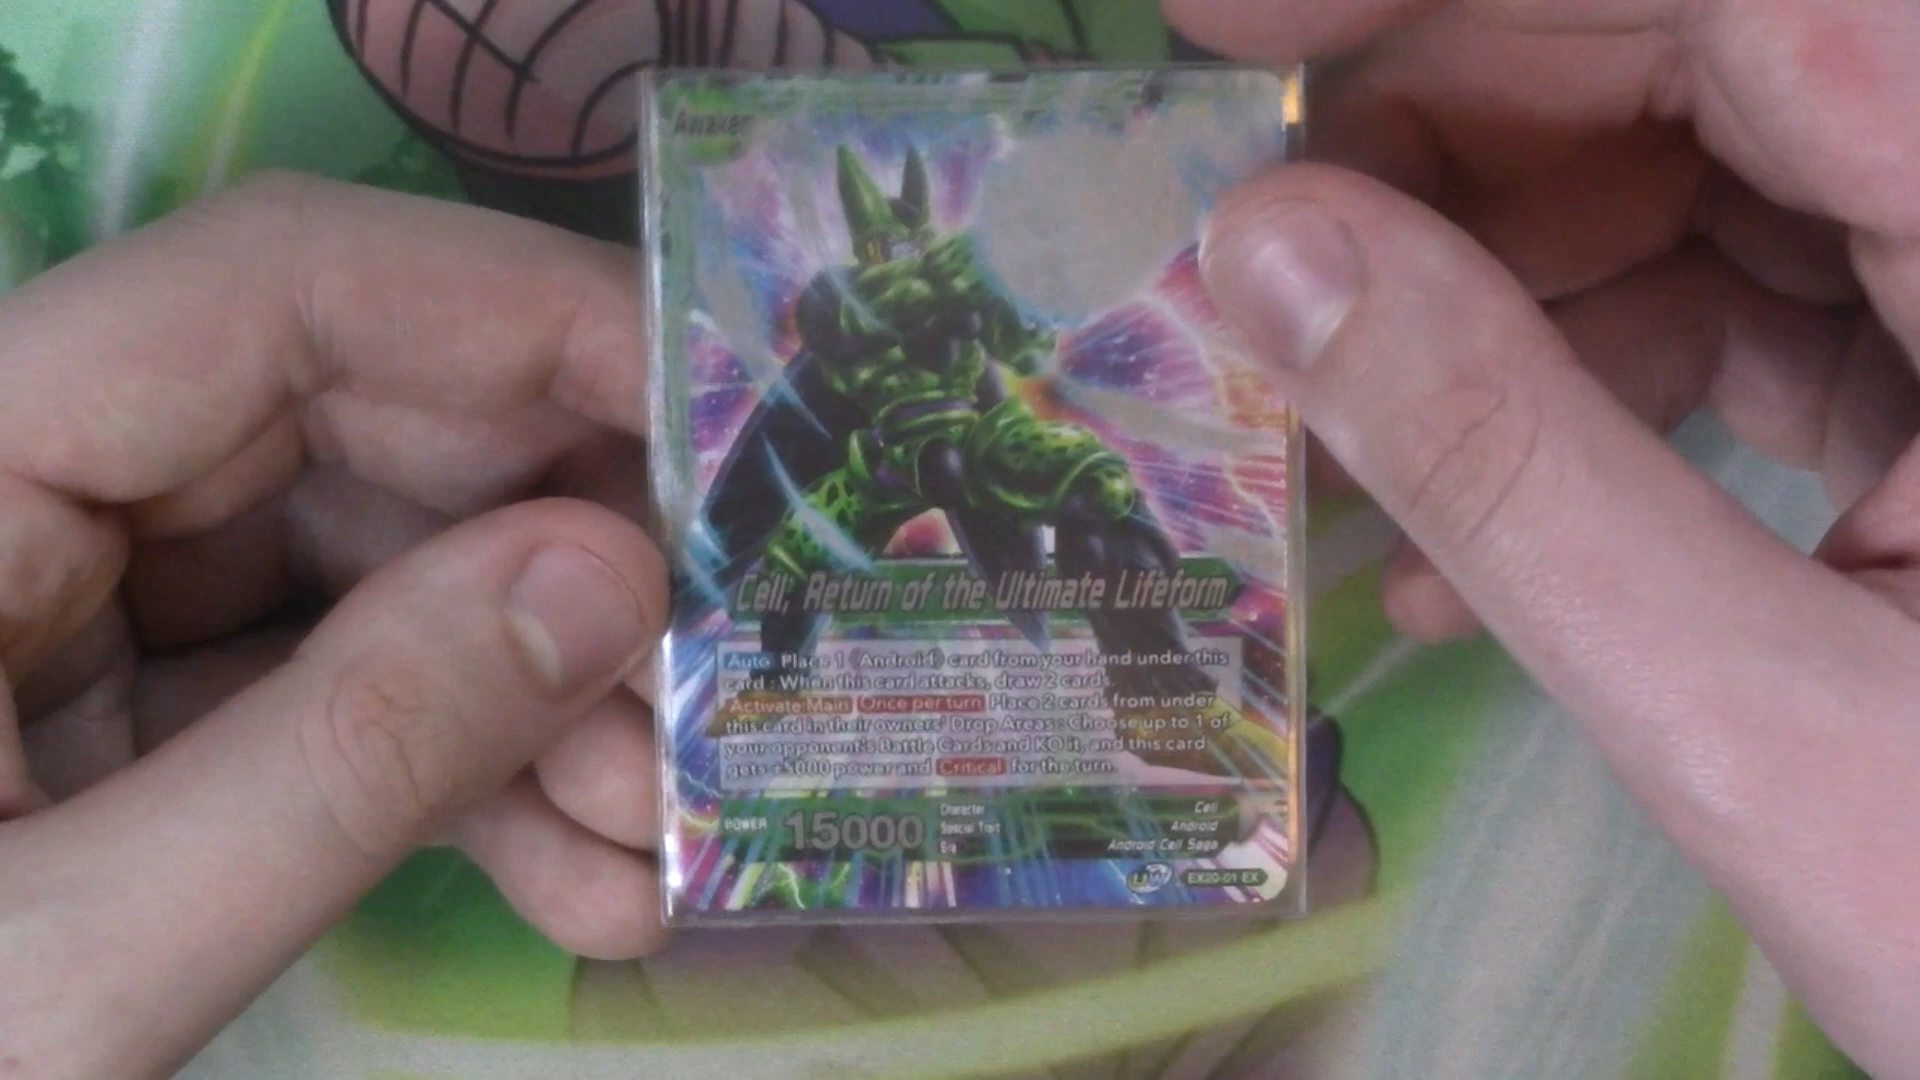 Awaken
Cell, Return of the Ultimate Lifeform
Auto Place 1 《Android》 card from your hand under this
card : When this card attacks, draw 2 cards.
Activate:Main Once per turn Place 2 cards from under
this card in their owners' Drop Areas : Choose up to 1 of
your opponent's Battle Cards and KO it, and this card
gets +5000 power and Critical for the turn.
POWER 15000
Character Cell
Special Trait Android
Era Android Cell Saga
EX20-01 EX